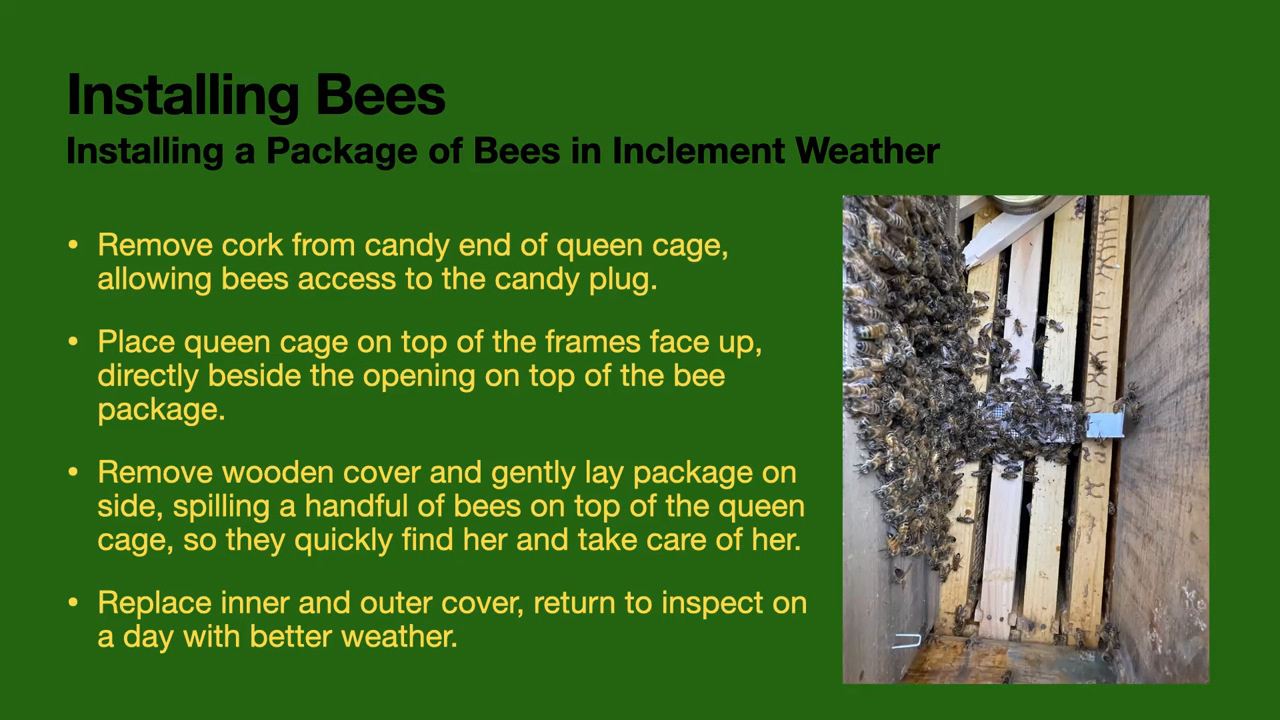 Installing Bees
Installing a Package of Bees in Inclement Weather
• Remove cork from candy end of queen cage,
allowing bees access to the candy plug.
• Place queen cage on top of the frames face up,
directly beside the opening on top of the bee
package.
• Remove wooden cover and gently lay package on
side, spilling a handful of bees on top of the queen
cage, so they quickly find her and take care of her.
• Replace inner and outer cover, return to inspect on
a day with better weather.